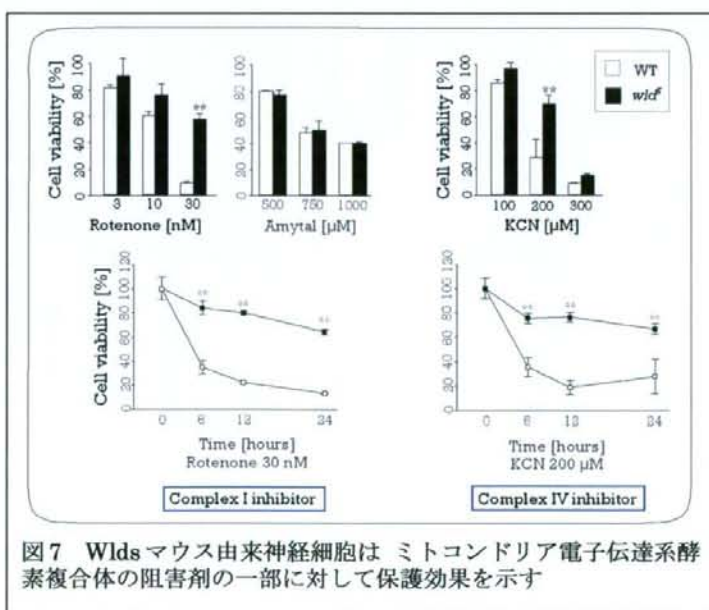 Cell viability [%]
100
80
60
40
20
0
3 10 30
Rotenone [nM]
**
Cell viability [%]
100
80
60
40
20
0
500 750 1000
Amytal [µM]
Cell viability [%]
100
80
60
40
20
0
100 200 300
KCN [µM]
**
WT
wldˢ
Cell viability [%]
120
100
80
60
40
20
0
** ** **
0 6 12 24
Time [hours]
Rotenone 30 nM
Complex I inhibitor
120
100
80
60
40
20
0
** ** **
0 6 12 24
Time [hours]
KCN 200 µM
Complex IV inhibitor
図7 Wlds マウス由来神経細胞は ミトコンドリア電子伝達系酵
素複合体の阻害剤の一部に対して保護効果を示す